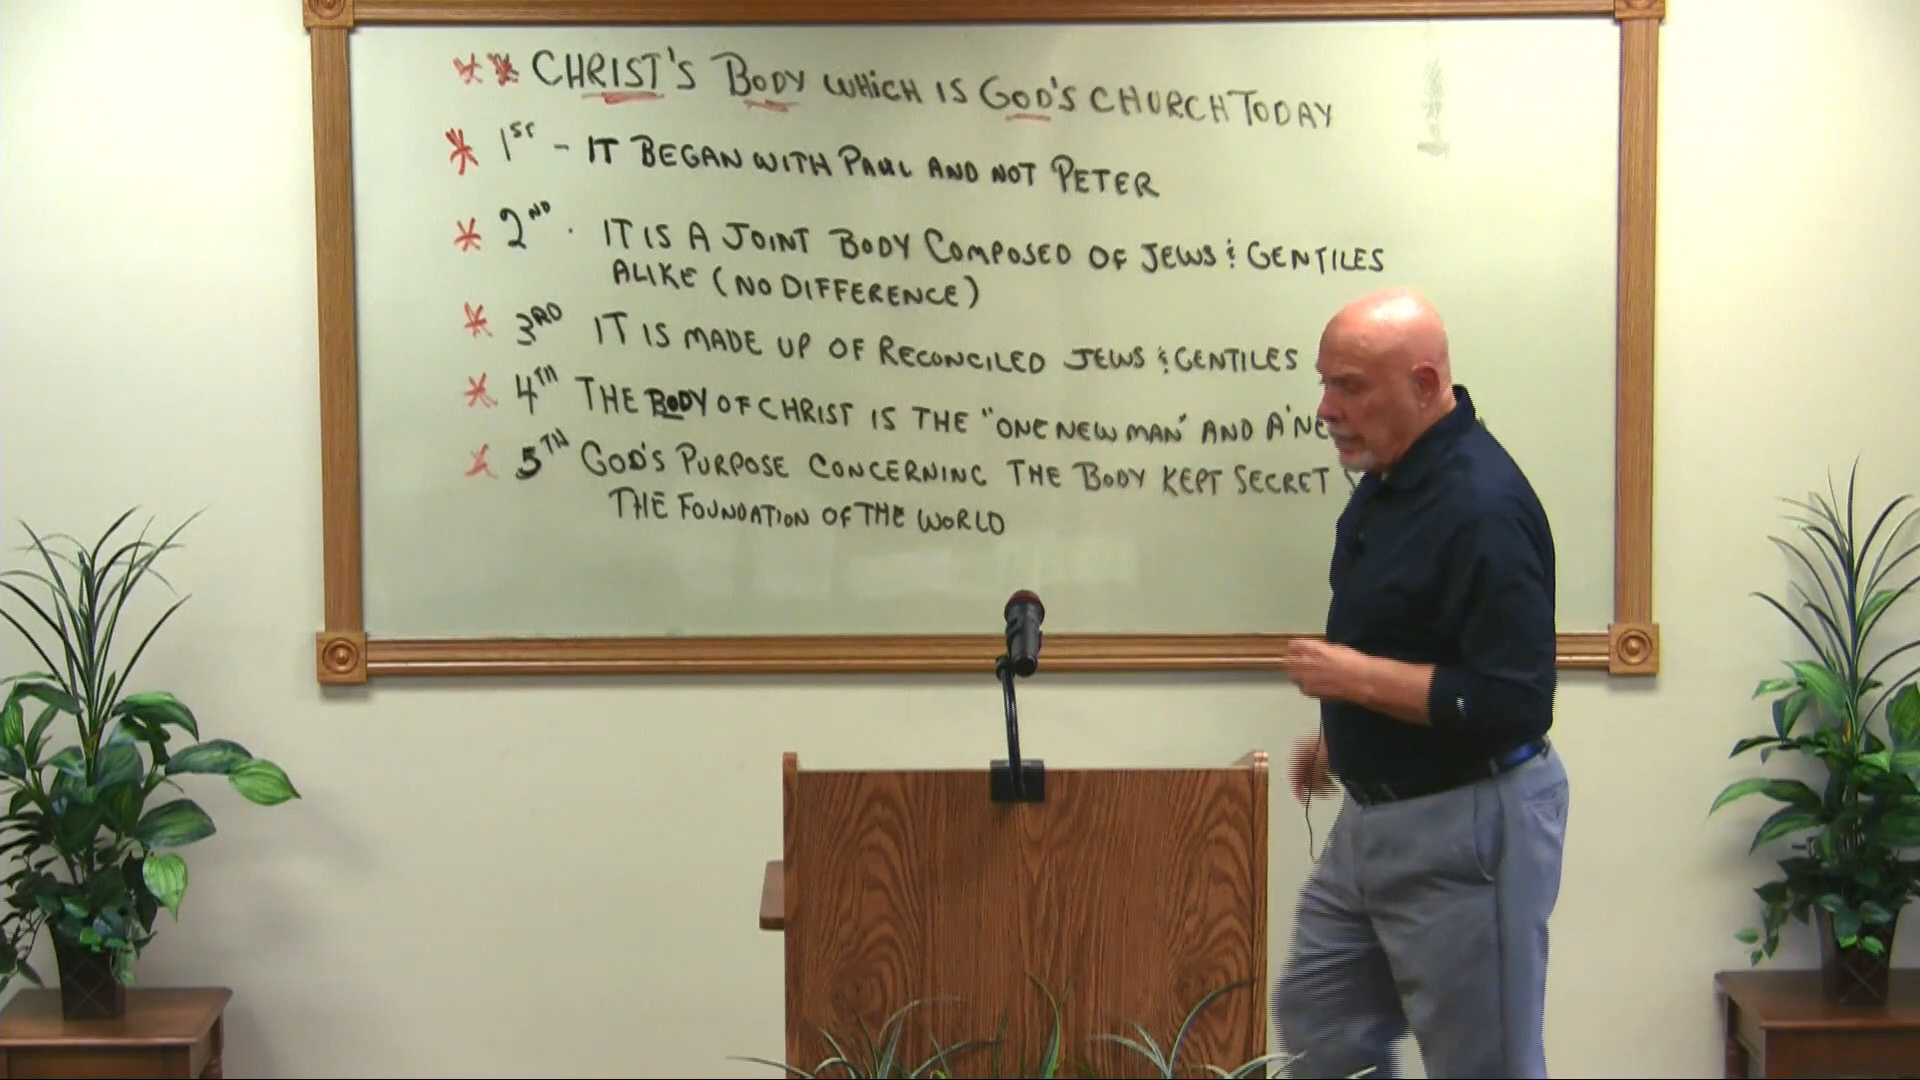 CHRIST'S BODY WHICH IS GOD'S CHURCH TODAY
1ST - IT BEGAN WITH PAUL AND NOT PETER
2ND. IT IS A JOINT BODY COMPOSED OF JEWS & GENTILES
ALIKE (NO DIFFERENCE)
3RD IT IS MADE UP OF RECONCILED JEWS & GENTILES
4TH THE BODY OF CHRIST IS THE "ONE NEW MAN" AND A
5TH GOD'S PURPOSE CONCERNING THE BODY KEPT SECRET
THE FOUNDATION OF THE WORLD